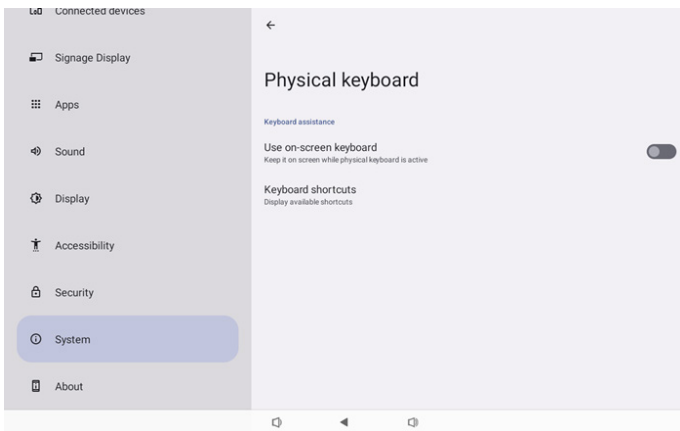 Connected devices
Signage Display
Apps
Sound
Display
Accessibility
Security
System
About
Physical keyboard
Keyboard assistance
Use on-screen keyboard
Keep it on screen while physical keyboard is active
Keyboard shortcuts
Display available shortcuts